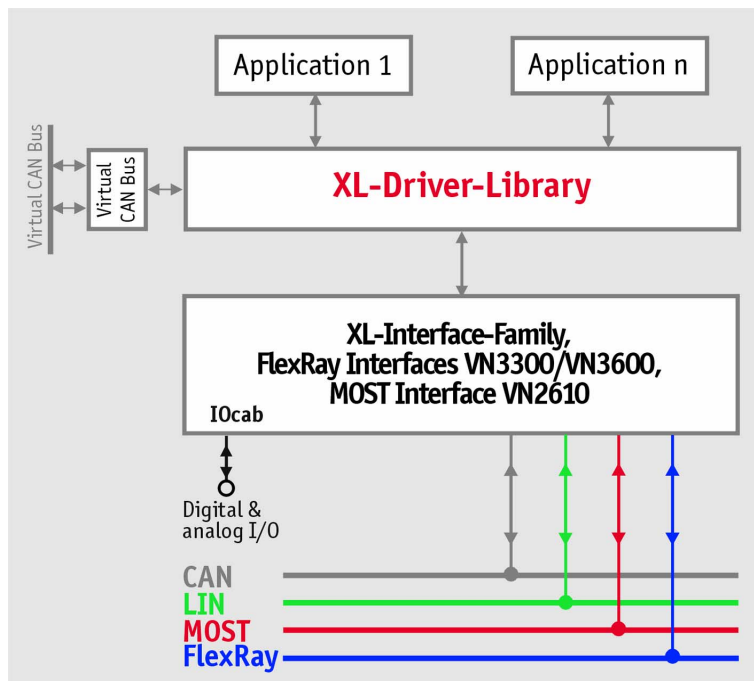 Application 1
Application n
Virtual CAN Bus
Virtual
CAN Bus
XL-Driver-Library
XL-Interface-Family,
FlexRay Interfaces VN3300/VN3600,
MOST Interface VN2610
IOcab
Digital &
analog I/O
CAN
LIN
MOST
FlexRay